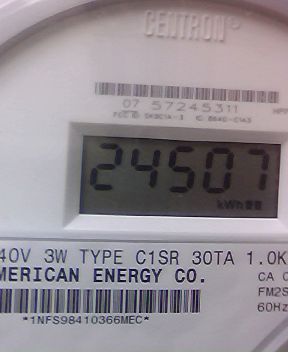 CENTRON®
07 57245311
24507
kWh
40V 3W TYPE C1SR 30TA 1.0K
MERICAN ENERGY CO.
CA
FM2S
60Hz
*1NFS98410366MEC*